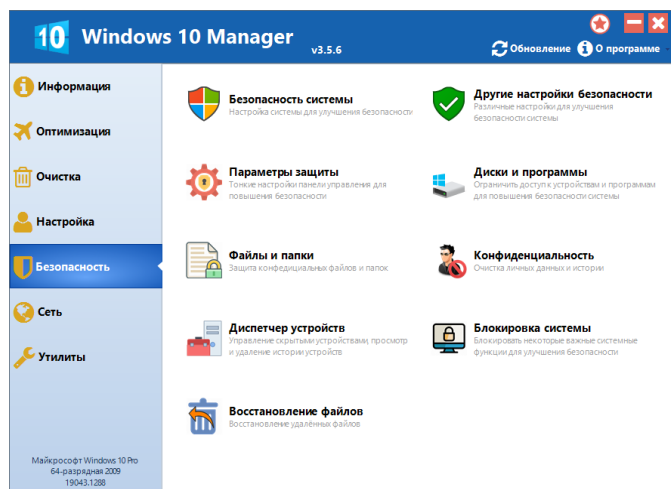 10 Windows 10 Manager v3.5.6
Обновление О программе
Информация
Оптимизация
Очистка
Настройка
Безопасность
Сеть
Утилиты
Майкрософт Windows 10 Pro
64-разрядная 2009
19043.1288
Безопасность системы
Настройка системы для улучшения безопасности
Другие настройки безопасности
Различные настройки для улучшения
безопасности системы
Параметры защиты
Тонкие настройки панели управления для
повышения безопасности
Диски и программы
Ограничить доступ к устройствам и программам
для повышения безопасности системы
Файлы и папки
Защита конфедициальных файлов и папок
Конфиденциальность
Очистка личных данных и истории
Диспетчер устройств
Управление скрытыми устройствами, просмотр
и удаление истории устройств
Блокировка системы
Блокировать некоторые важные системные
функции для улучшения безопасности
Восстановление файлов
Восстановление удалённых файлов